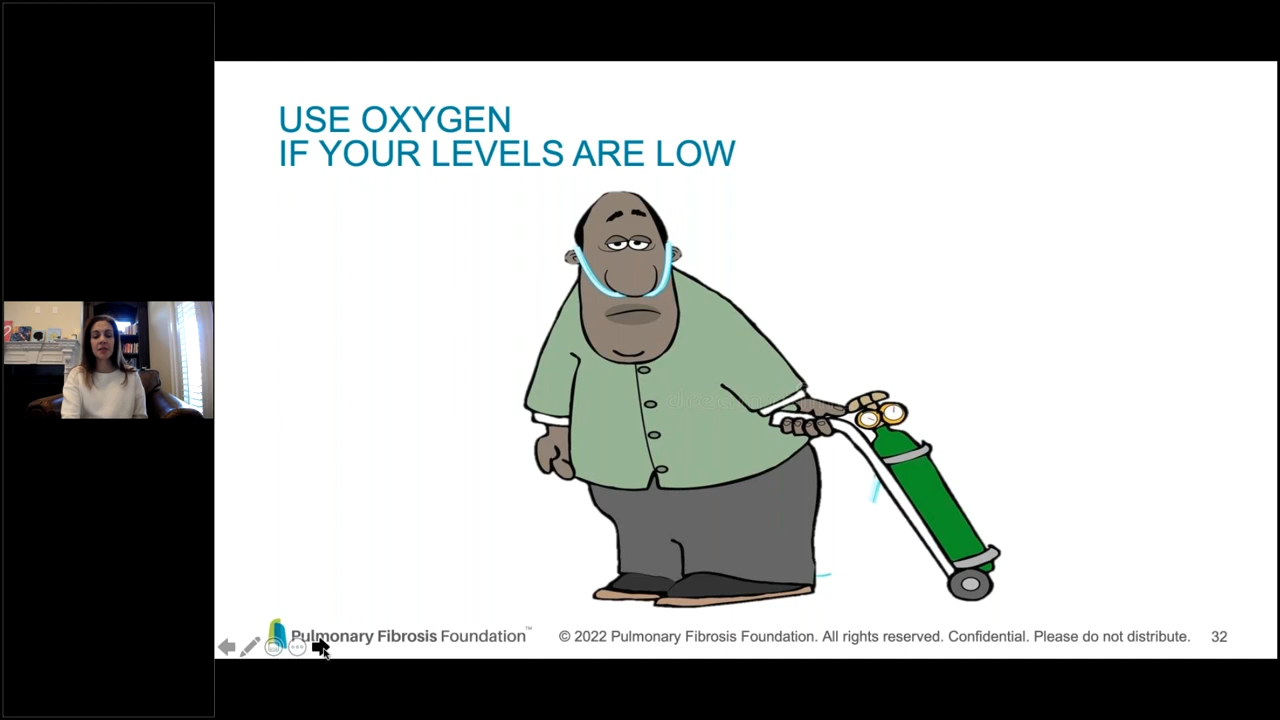 USE OXYGEN
IF YOUR LEVELS ARE LOW
Pulmonary Fibrosis Foundation™
© 2022 Pulmonary Fibrosis Foundation. All rights reserved. Confidential. Please do not distribute.
32